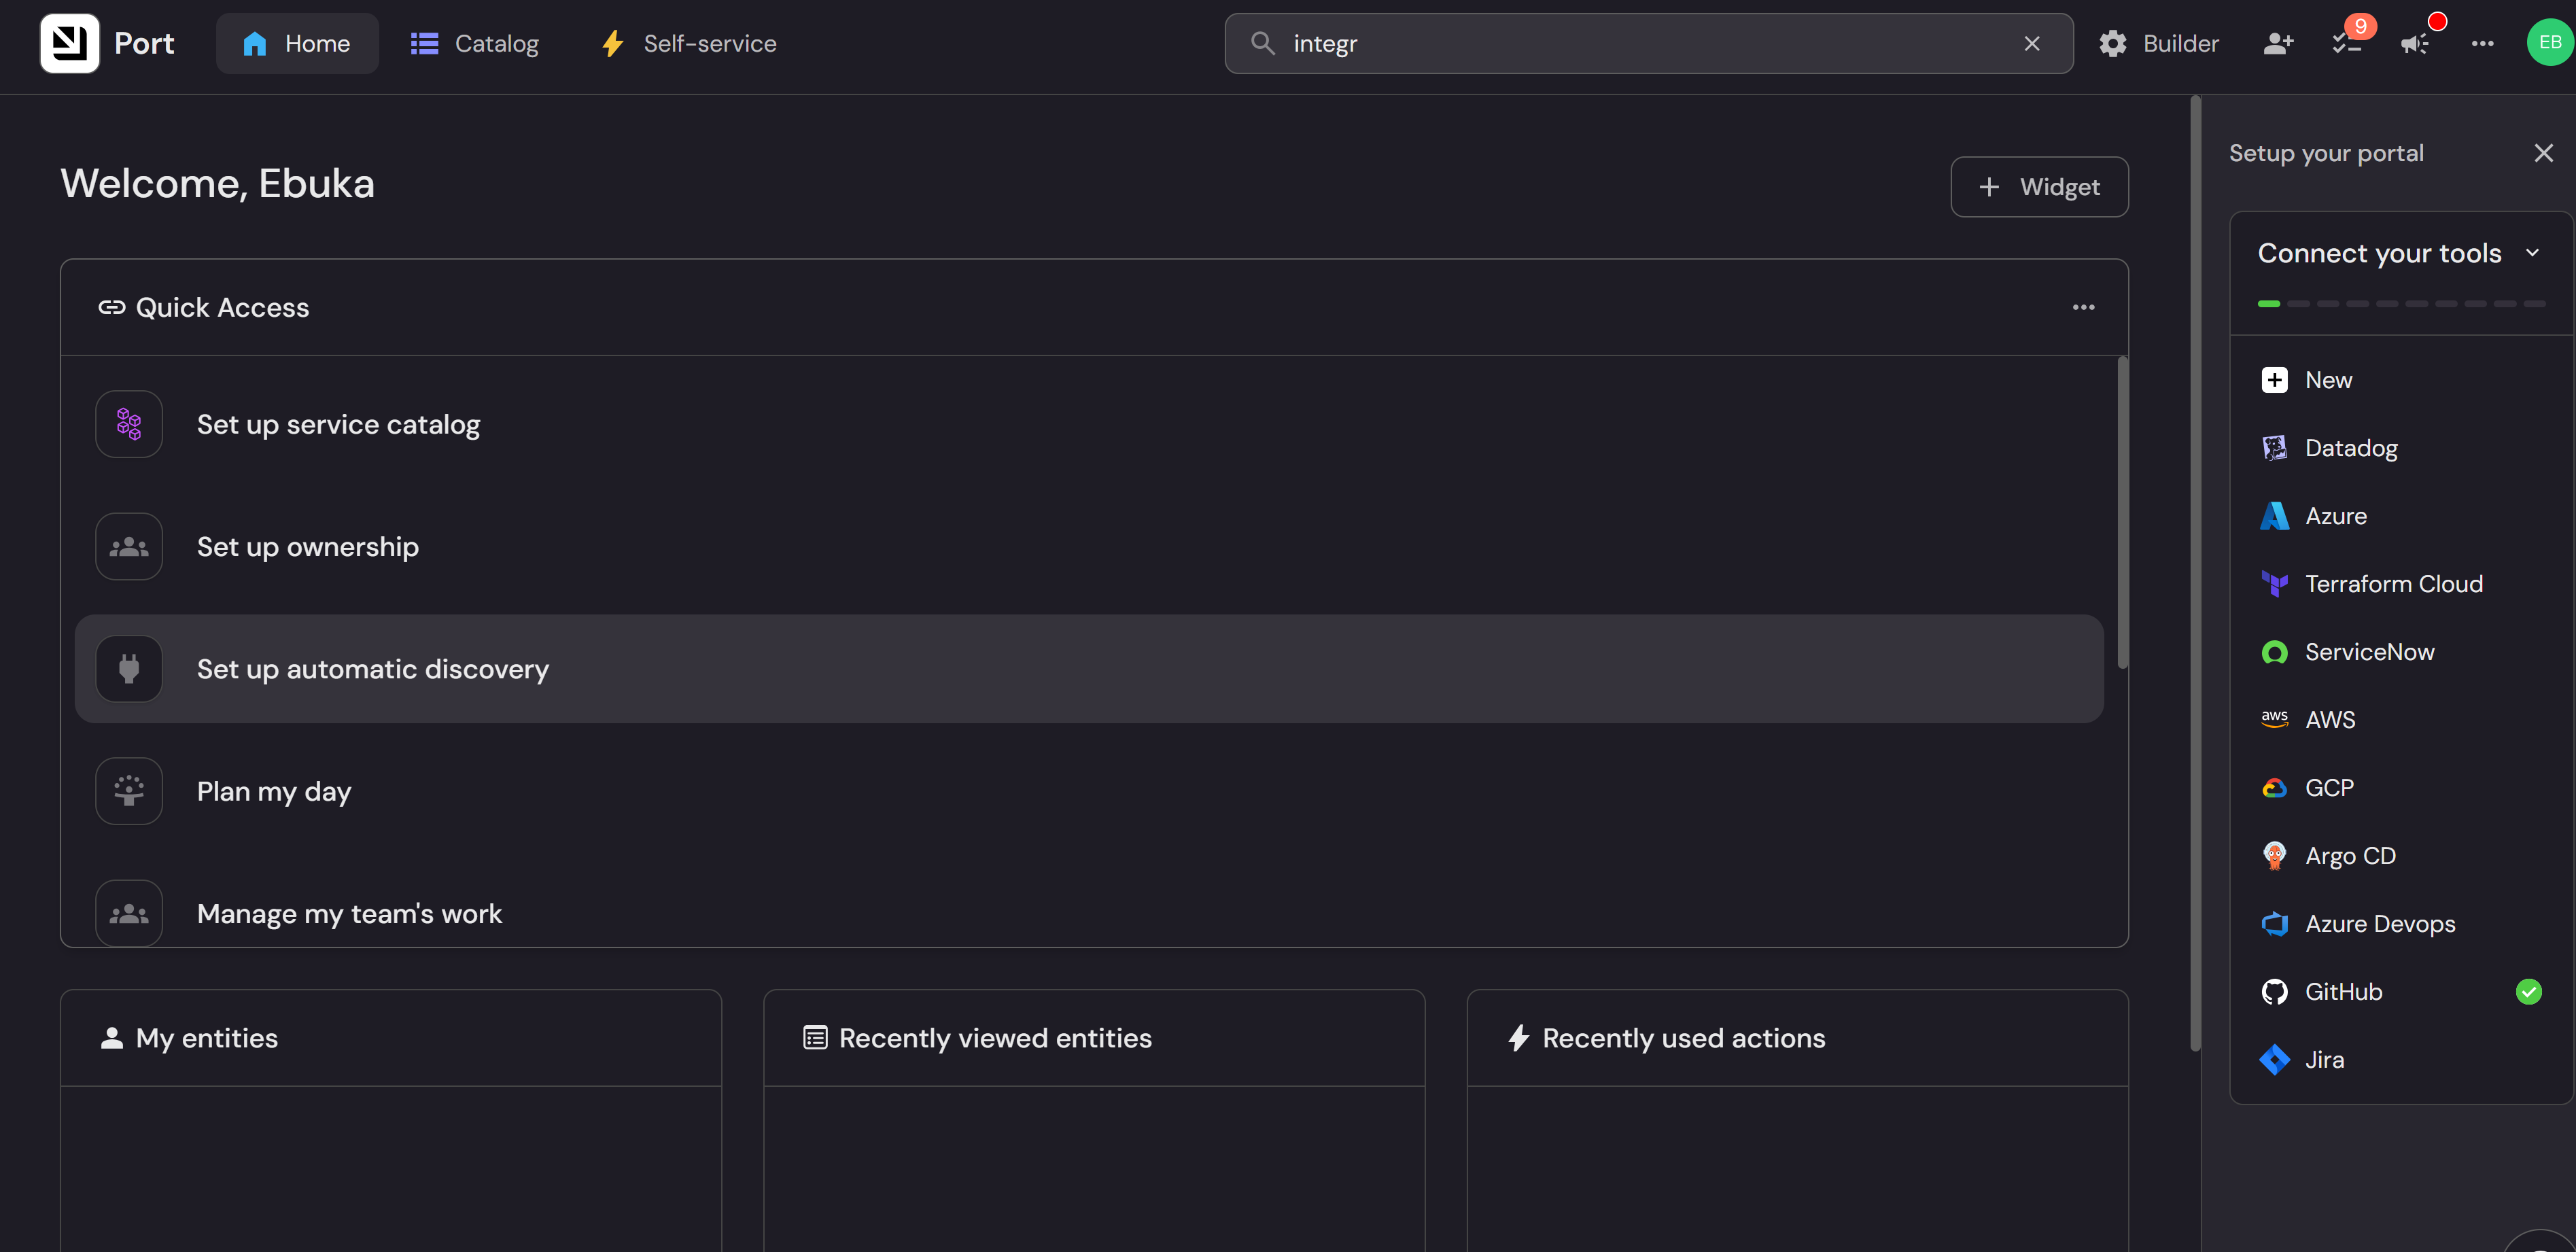 Port
Home
Catalog
Self-service
integr
Builder
9
EB
Welcome, Ebuka
Widget
Quick Access
Set up service catalog
Set up ownership
Set up automatic discovery
Plan my day
Manage my team's work
My entities
Recently viewed entities
Recently used actions
Setup your portal
Connect your tools
New
Datadog
Azure
Terraform Cloud
ServiceNow
aws AWS
GCP
Argo CD
Azure Devops
GitHub
Jira